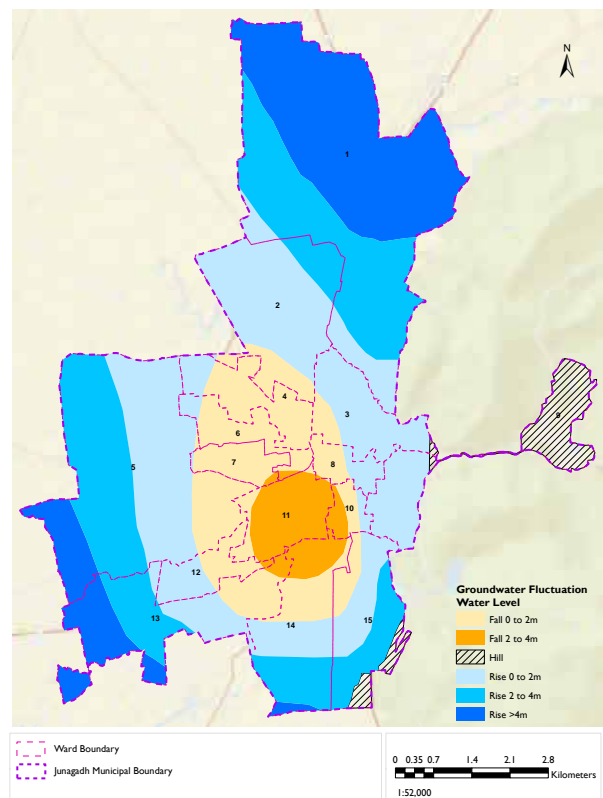 N
1
2
3
4
5
6
7
8
9
10
11
12
13
14
15
Groundwater Fluctuation
Water Level
Fall 0 to 2m
Fall 2 to 4m
Hill
Rise 0 to 2m
Rise 2 to 4m
Rise >4m
Ward Boundary
Junagadh Municipal Boundary
0 0.35 0.7 1.4 2.1 2.8
Kilometers
1:52,000